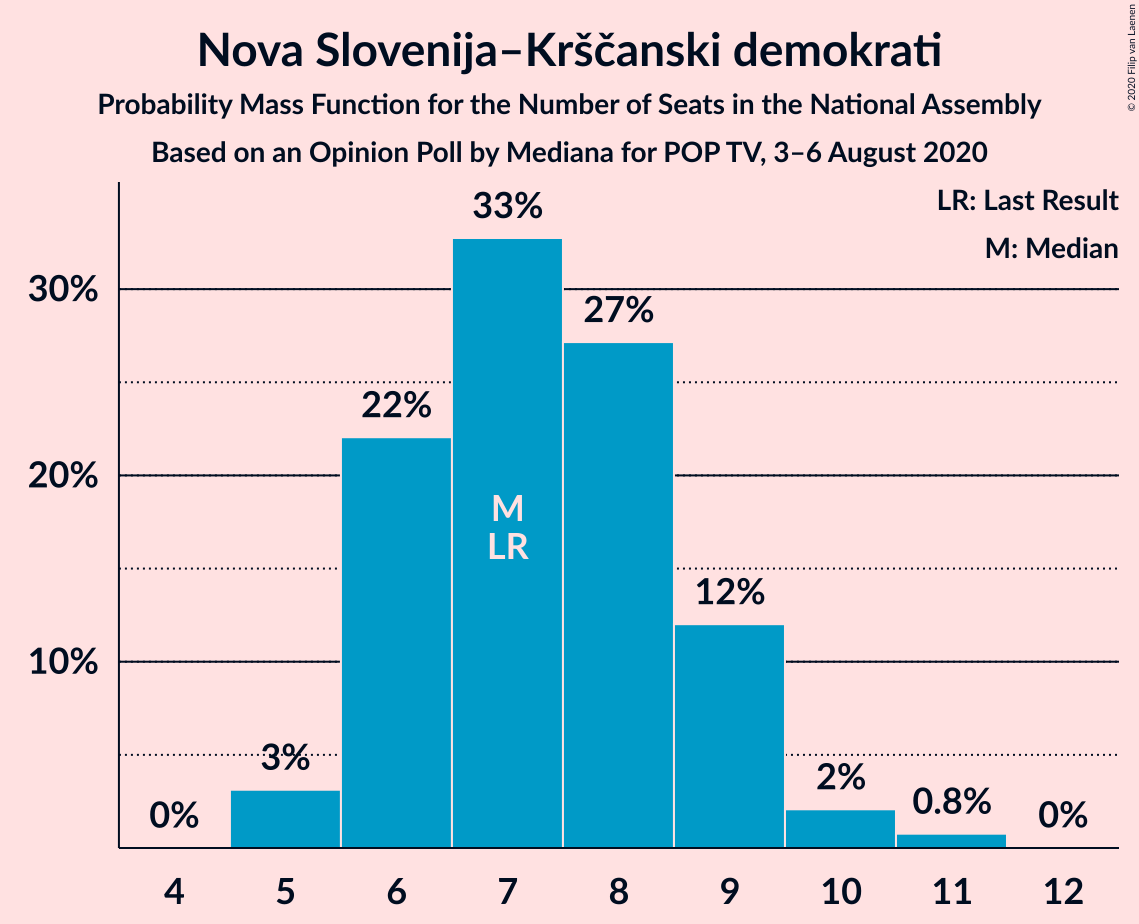 Nova Slovenija–Krščanski demokrati
Probability Mass Function for the Number of Seats in the National Assembly
Based on an Opinion Poll by Mediana for POP TV, 3–6 August 2020
© 2020 Filip van Laenen
LR: Last Result
M: Median
30%
20%
10%
0%
3%
22%
33%
27%
12%
2%
0.8%
0%
M
LR
4 5 6 7 8 9 10 11 12